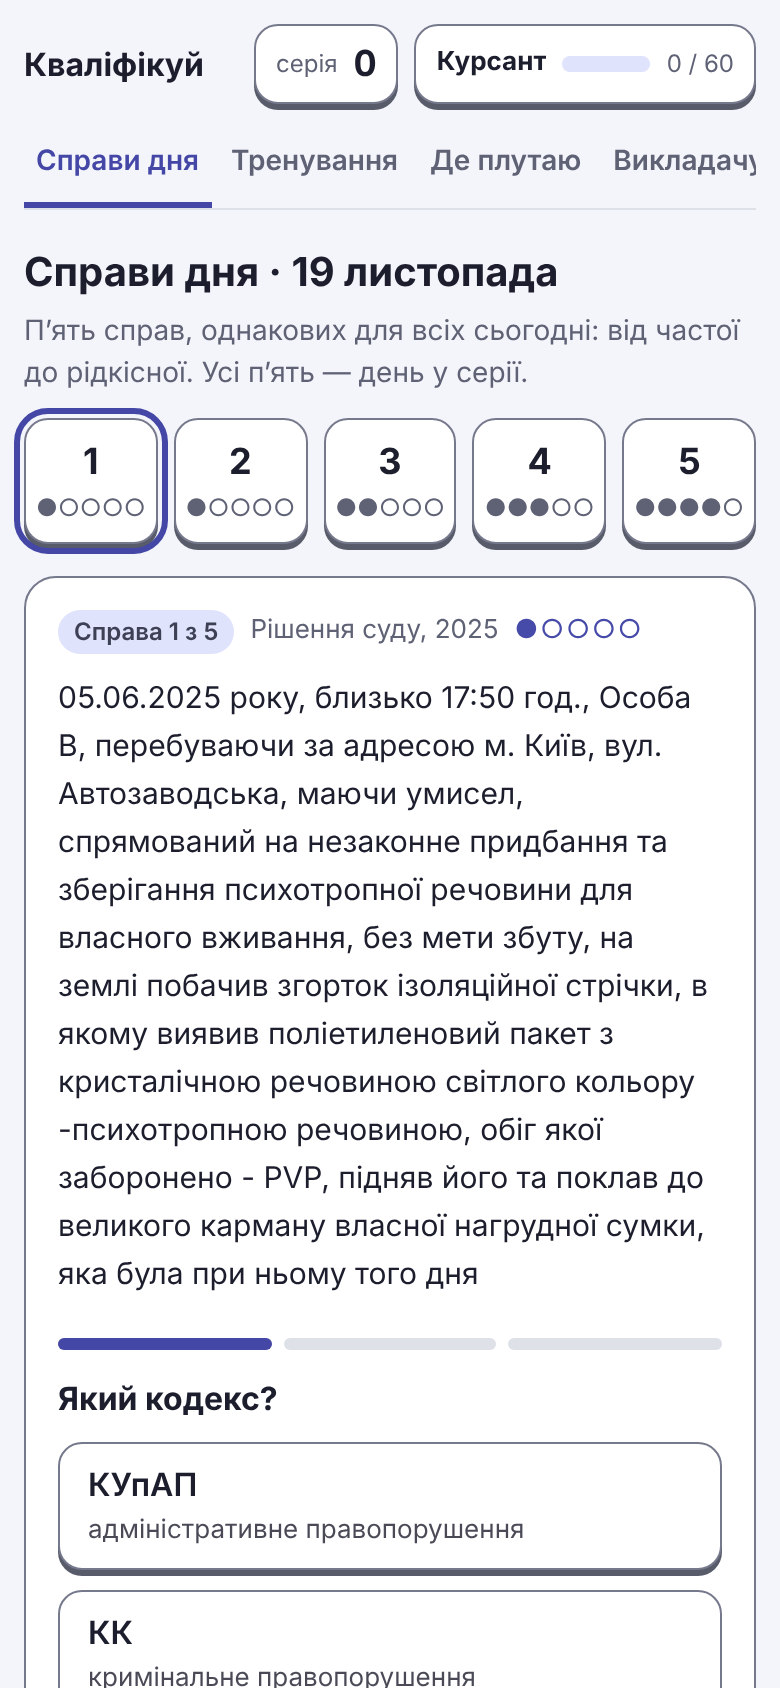 Кваліфікуй
серія 0
Курсант 0 / 60
Справи дня Тренування Де плутаю Викладачу
Справи дня · 19 листопада
П’ять справ, однакових для всіх сьогодні: від частої
до рідкісної. Усі п’ять — день у серії.
1 2 3 4 5
Справа 1 з 5 Рішення суду, 2025
05.06.2025 року, близько 17:50 год., Особа
В, перебуваючи за адресою м. Київ, вул.
Автозаводська, маючи умисел,
спрямований на незаконне придбання та
зберігання психотропної речовини для
власного вживання, без мети збуту, на
землі побачив згорток ізоляційної стрічки, в
якому виявив поліетиленовий пакет з
кристалічною речовиною світлого кольору
-психотропною речовиною, обіг якої
заборонено - PVP, підняв його та поклав до
великого карману власної нагрудної сумки,
яка була при ньому того дня
Який кодекс?
КУпАП
адміністративне правопорушення
КК
кримінальне правопорушення